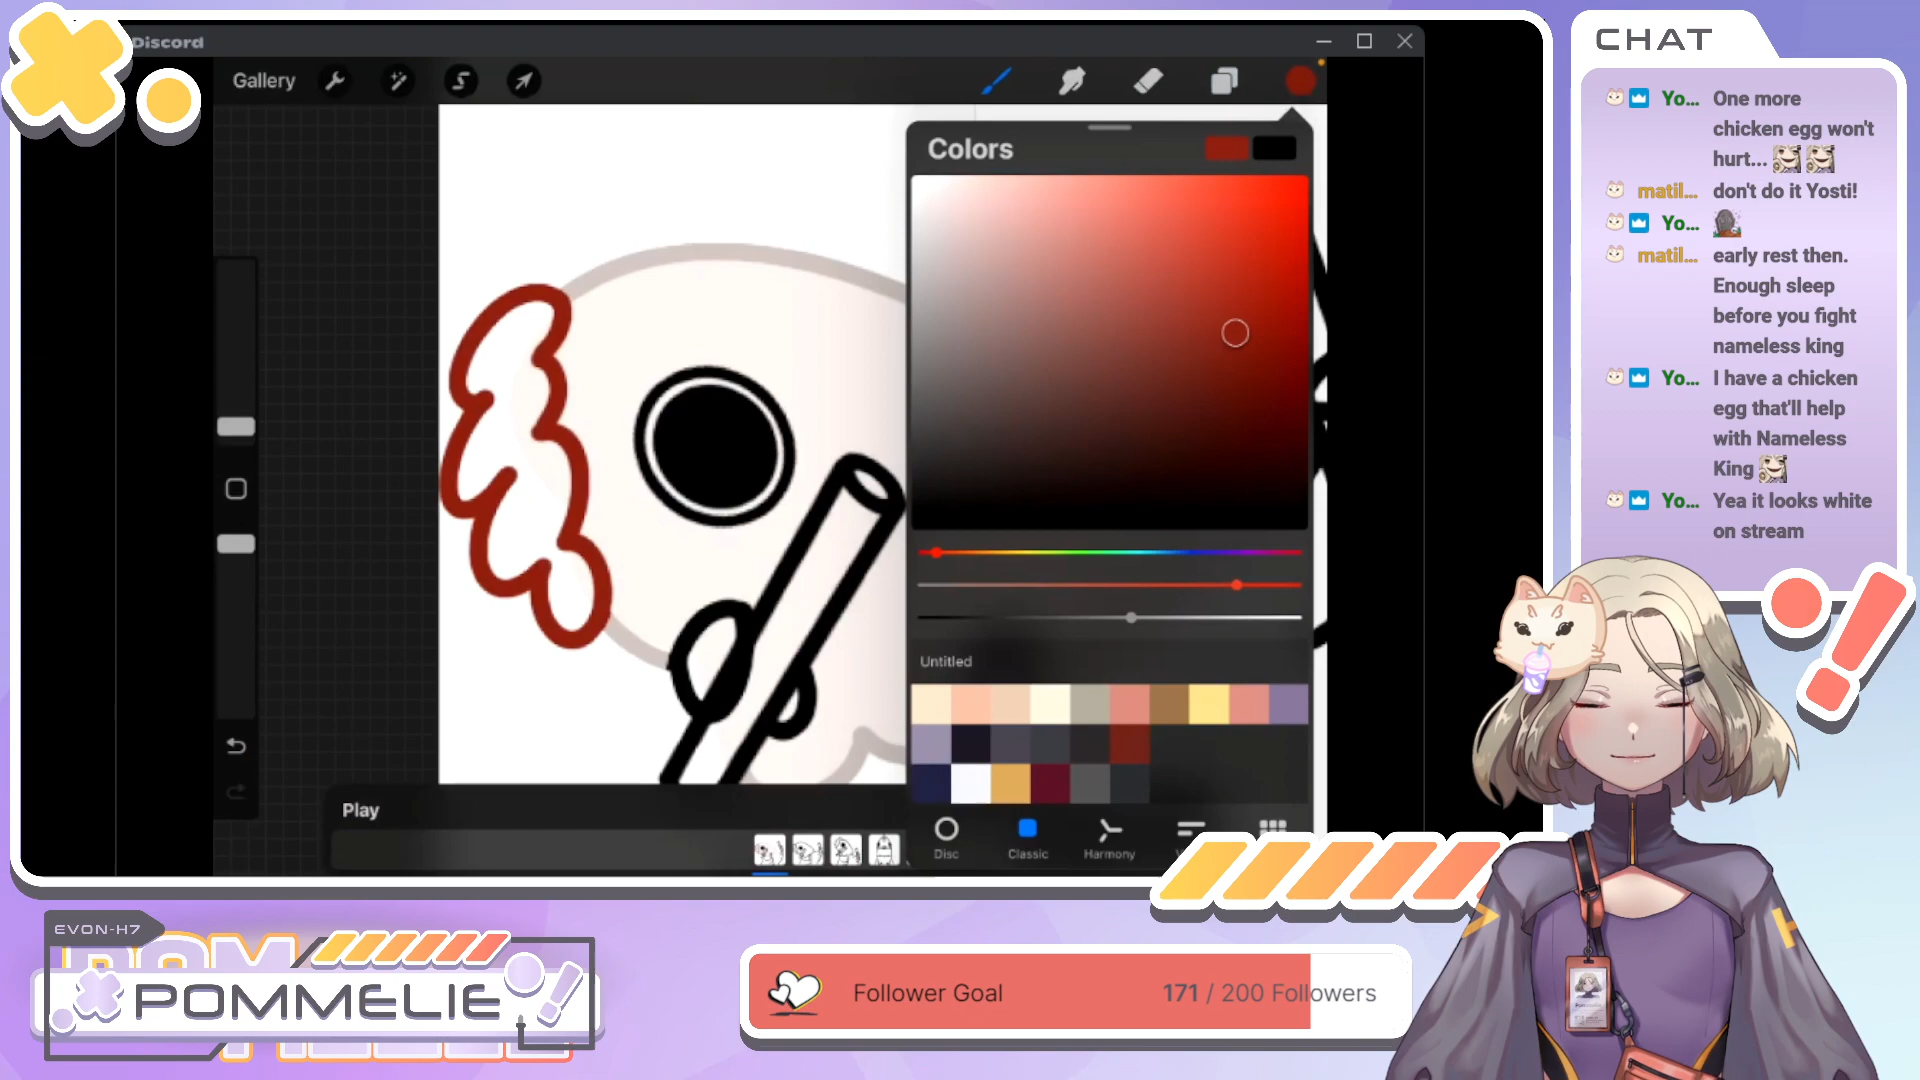 Discord
Gallery
Colors
Untitled
Play
Disc
Classic
Harmony
CHAT
Yo... One more
chicken egg won't
hurt...
matil... don't do it Yosti!
Yo...
matil... early rest then.
Enough sleep
before you fight
nameless king
Yo... I have a chicken
egg that'll help
with Nameless
King
Yo... Yea it looks white
on stream
EVON-H7
POMMELIE
Follower Goal
171 / 200 Followers